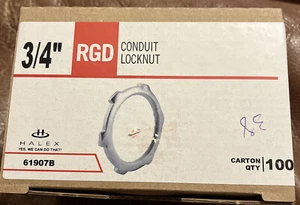 3/4" RGD CONDUIT
LOCKNUT
HALEX
YES, WE CAN DO THAT!
61907B
CARTON
QTY 100